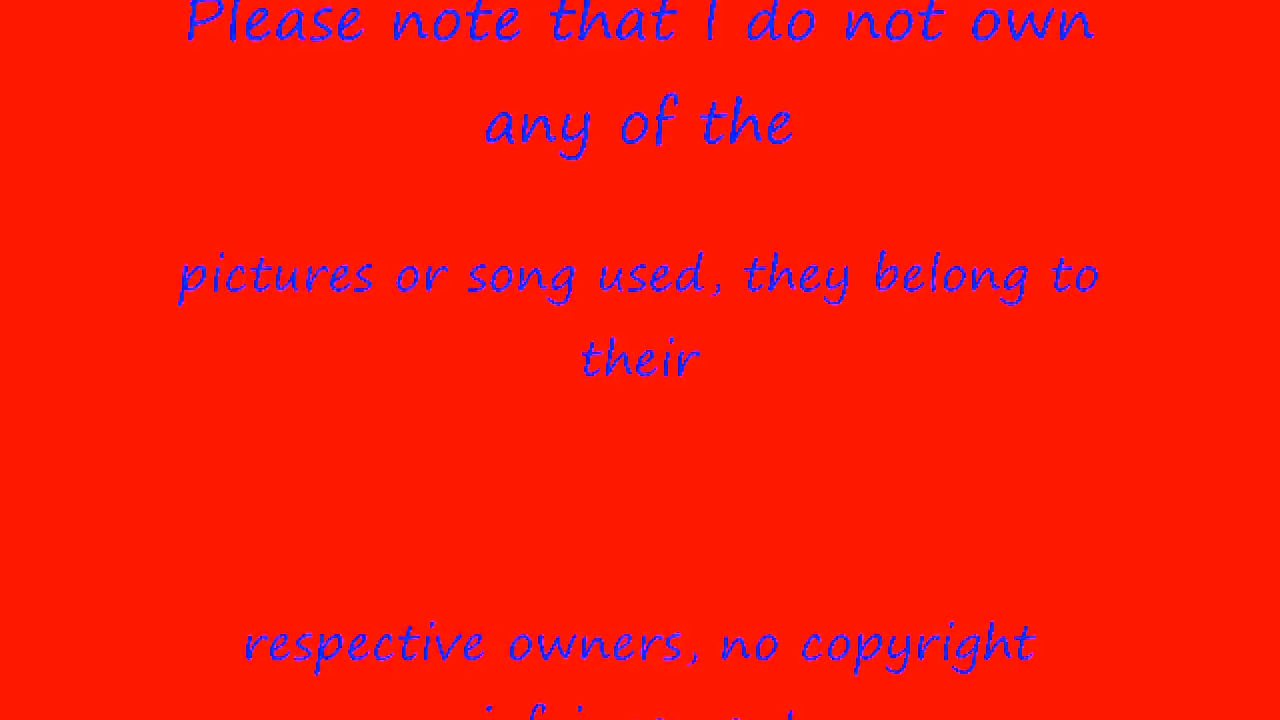 Please note that I do not own
any of the
pictures or song used, they belong to
their
respective owners, no copyright